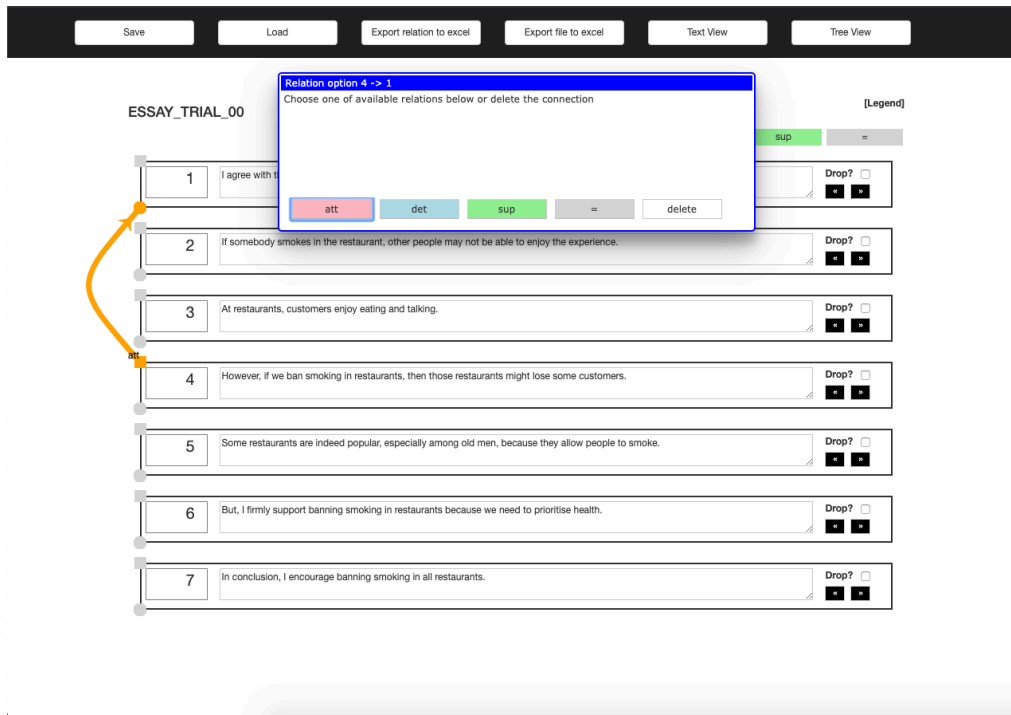 Save Load Export relation to excel Export file to excel Text View Tree View
Relation option 4 -> 1
Choose one of available relations below or delete the connection
att det sup = delete
ESSAY_TRIAL_00
[Legend]
sup =
1 I agree with Drop?
« »
2 If somebody smokes in the restaurant, other people may not be able to enjoy the experience. Drop?
« »
3 At restaurants, customers enjoy eating and talking. Drop?
« »
att
4 However, if we ban smoking in restaurants, then those restaurants might lose some customers. Drop?
« »
5 Some restaurants are indeed popular, especially among old men, because they allow people to smoke. Drop?
« »
6 But, I firmly support banning smoking in restaurants because we need to prioritise health. Drop?
« »
7 In conclusion, I encourage banning smoking in all restaurants. Drop?
« »